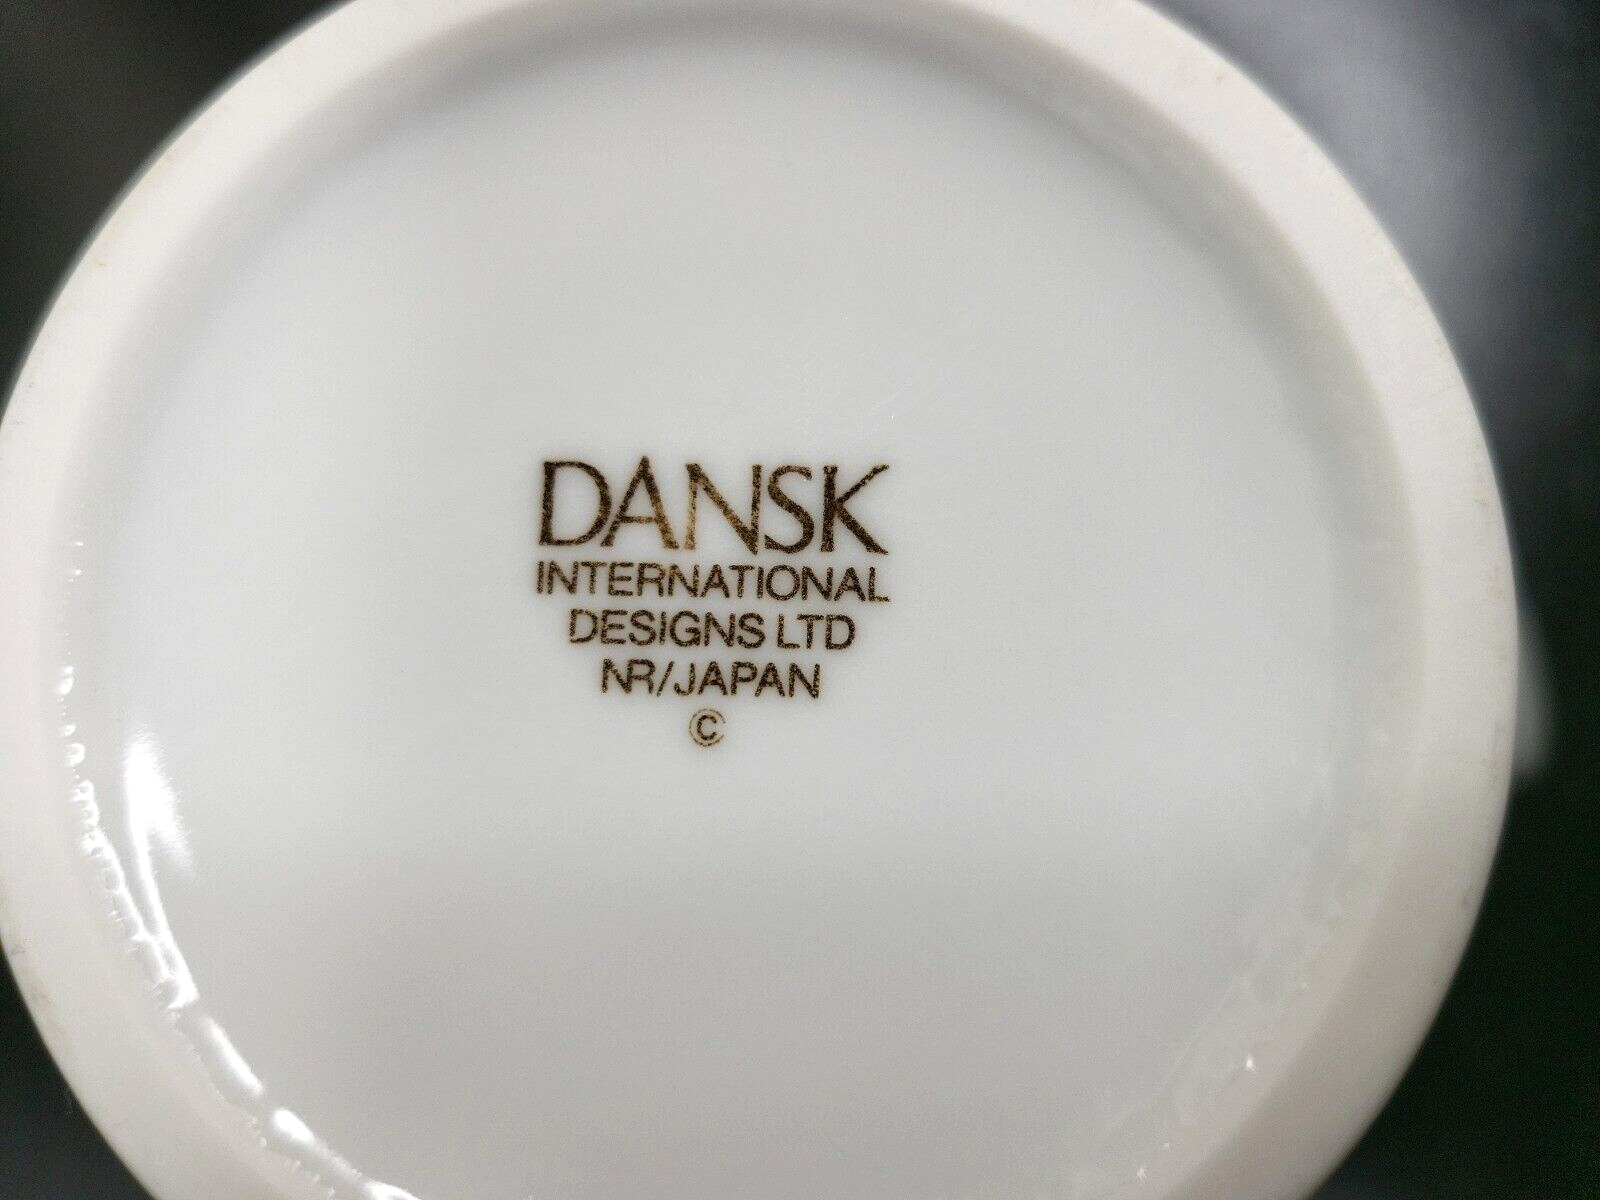 DANSK
INTERNATIONAL
DESIGNS LTD
NR/JAPAN
©